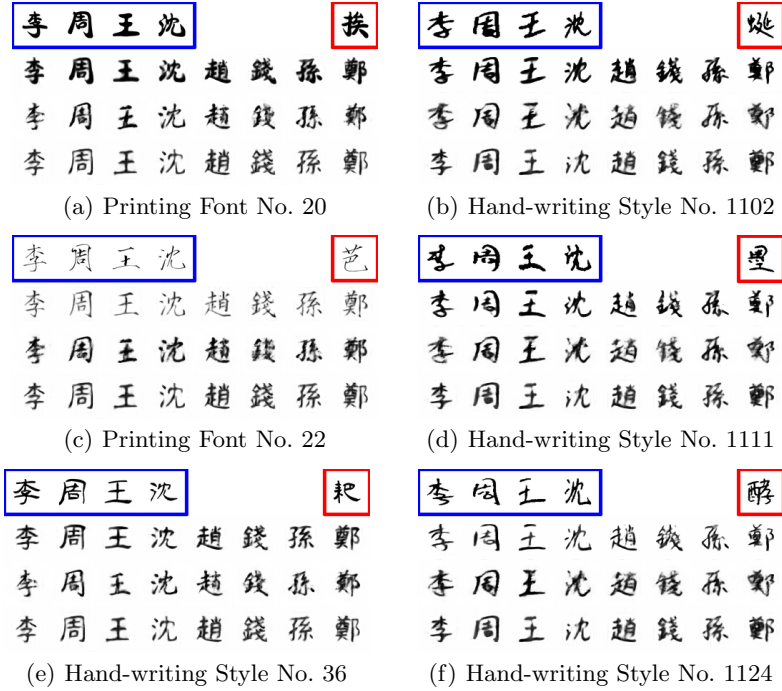 李 周 王 沈 挨
李 周 王 沈 趙 錢 孫 鄭
李 周 王 沈 趙 錢 孫 鄭
李 周 王 沈 趙 錢 孫 鄭
(a) Printing Font No. 20
李 周 王 沈 蜒
李 周 王 沈 趙 錢 孫 鄭
李 周 王 沈 趙 錢 孫 鄭
李 周 王 沈 趙 錢 孫 鄭
(b) Hand-writing Style No. 1102
李 周 王 沈 芭
李 周 王 沈 趙 錢 孫 鄭
李 周 王 沈 趙 錢 孫 鄭
李 周 王 沈 趙 錢 孫 鄭
(c) Printing Font No. 22
李 周 王 沈
李 周 王 沈 趙 錢 孫 鄭
李 周 王 沈 趙 錢 孫 鄭
李 周 王 沈 趙 錢 孫 鄭
(d) Hand-writing Style No. 1111
李 周 王 沈 耙
李 周 王 沈 趙 錢 孫 鄭
李 周 王 沈 趙 錢 孫 鄭
李 周 王 沈 趙 錢 孫 鄭
(e) Hand-writing Style No. 36
李 周 王 沈 酵
李 周 王 沈 趙 錢 孫 鄭
李 周 王 沈 趙 錢 孫 鄭
李 周 王 沈 趙 錢 孫 鄭
(f) Hand-writing Style No. 1124